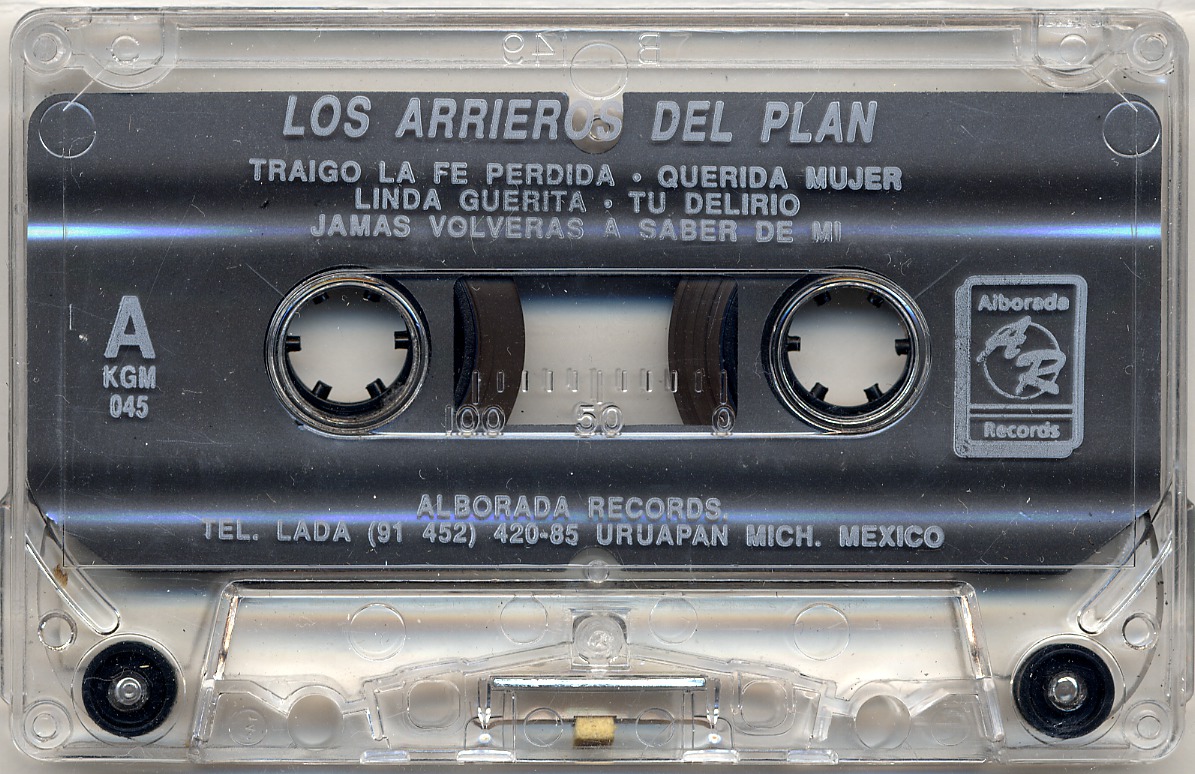 LOS ARRIEROS DEL PLAN
TRAIGO LA FE PERDIDA • QUERIDA MUJER
LINDA GUERITA • TU DELIRIO
JAMAS VOLVERAS A SABER DE MI
A
KGM
045
Alborada
AR
Records
100 50 0
ALBORADA RECORDS.
TEL. LADA (91 452) 420-85 URUAPAN MICH. MEXICO